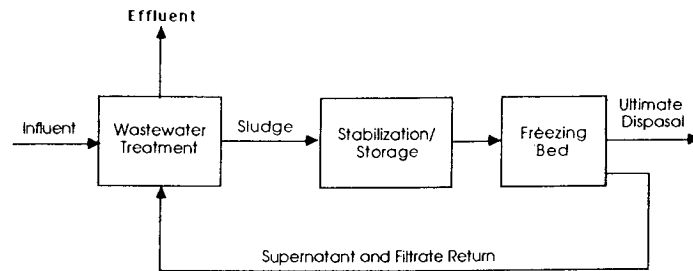 Effluent
Influent
Wastewater
Treatment
Sludge
Stabilization/
Storage
Freezing
Bed
Ultimate
Disposal
Supernatant and Filtrate Return